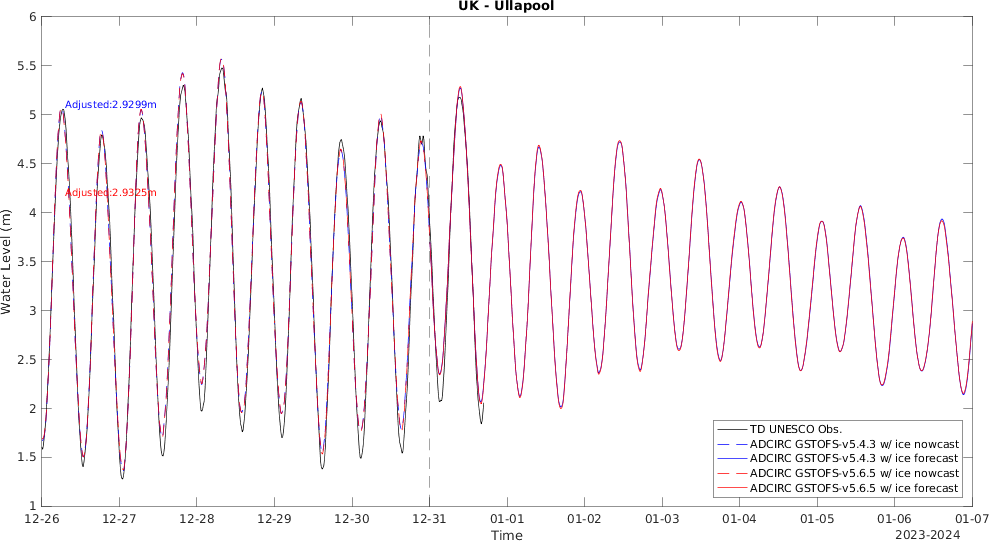 UK - Ullapool
6
5.5
5
4.5
4
3.5
3
2.5
2
1.5
1
Water Level (m)
Adjusted:2.9299m
Adjusted:2.9325m
TD UNESCO Obs.
ADCIRC GSTOFS-v5.4.3 w/ ice nowcast
ADCIRC GSTOFS-v5.4.3 w/ ice forecast
ADCIRC GSTOFS-v5.6.5 w/ ice nowcast
ADCIRC GSTOFS-v5.6.5 w/ ice forecast
12-26 12-27 12-28 12-29 12-30 12-31 01-01 01-02 01-03 01-04 01-05 01-06 01-07
Time
2023-2024